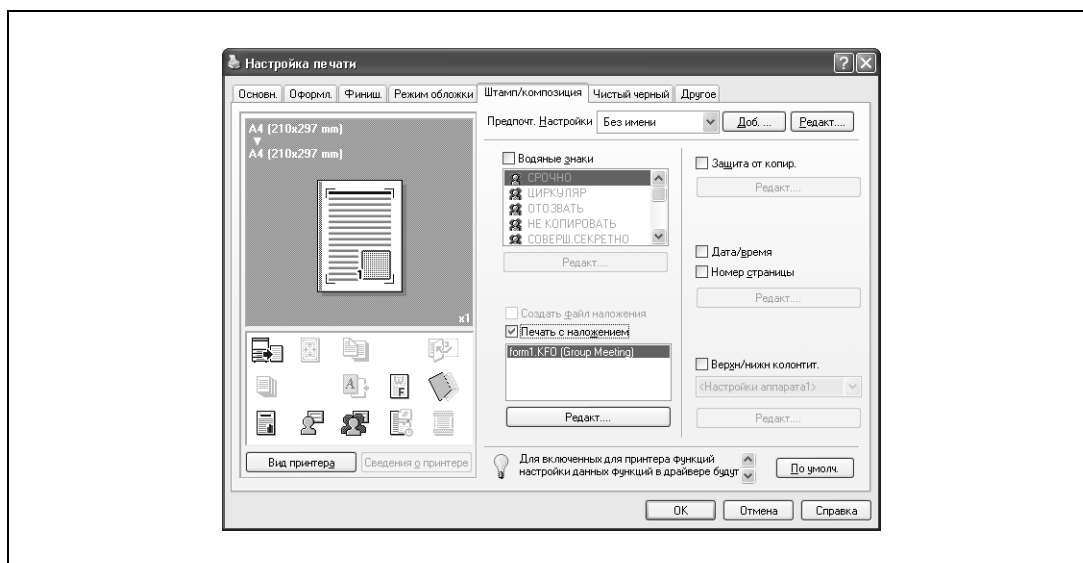 Настройка печати
Основн. Оформл. Финиш. Режим обложки Штамп/композиция Чистый черный Другое
A4 (210x297 mm)
A4 (210x297 mm)
1
x1
Вид принтера Сведения о принтере
Предпочт. Настройки Без имени Доб. ... Редакт....
Водяные знаки
СРОЧНО
ЦИРКУЛЯР
ОТОЗВАТЬ
НЕ КОПИРОВАТЬ
СОВЕРШ.СЕКРЕТНО
Редакт....
Создать файл наложения
Печать с наложением
form1.KFO (Group Meeting)
Редакт....
Защита от копир.
Редакт....
Дата/время
Номер страницы
Редакт....
Верхн/нижн колонтит.
<Настройки аппарата1>
Редакт....
Для включенных для принтера функций
настройки данных функций в драйвере будут
По умолч.
OK Отмена Справка